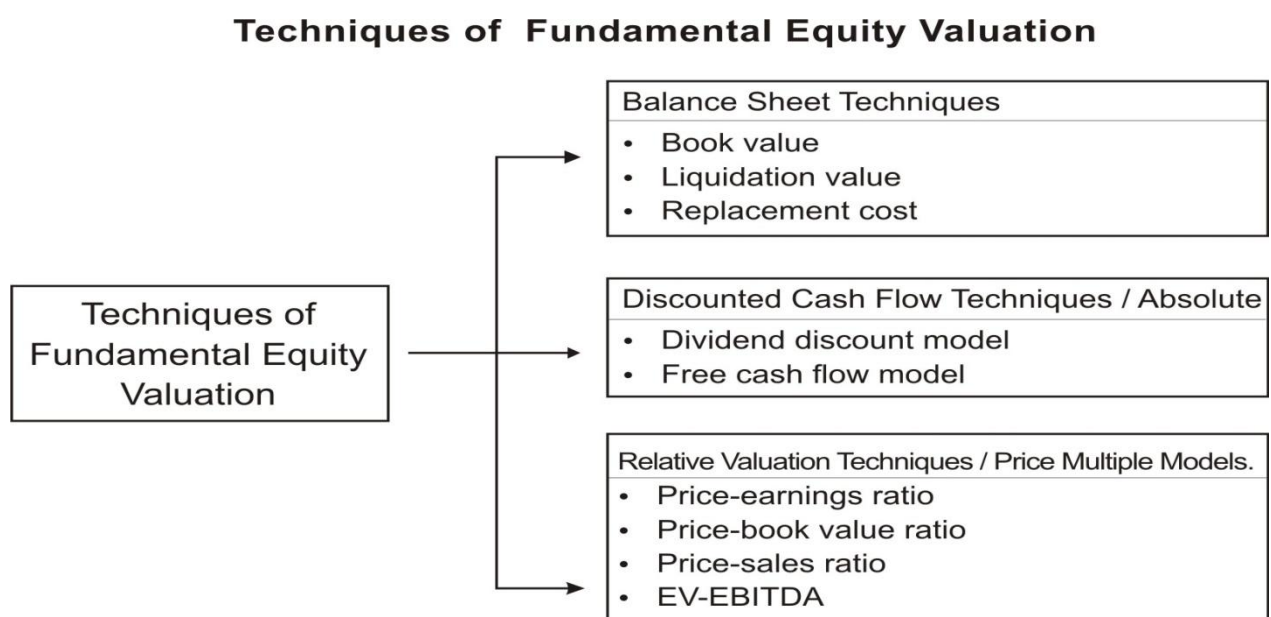 Techniques of Fundamental Equity Valuation
Techniques of
Fundamental Equity
Valuation
Balance Sheet Techniques
• Book value
• Liquidation value
• Replacement cost
Discounted Cash Flow Techniques / Absolute
• Dividend discount model
• Free cash flow model
Relative Valuation Techniques / Price Multiple Models.
• Price-earnings ratio
• Price-book value ratio
• Price-sales ratio
• EV-EBITDA